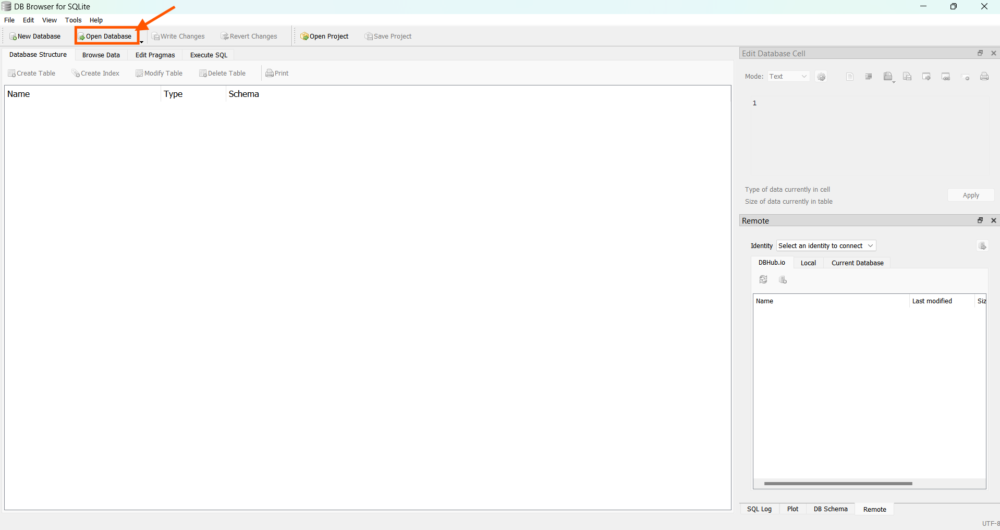 DB Browser for SQLite
File Edit View Tools Help
New Database Open Database Write Changes Revert Changes Open Project Save Project
Database Structure Browse Data Edit Pragmas Execute SQL
Create Table Create Index Modify Table Delete Table Print
Name Type Schema
Edit Database Cell
Mode: Text
1
Type of data currently in cell
Size of data currently in table
Apply
Remote
Identity Select an identity to connect
DBHub.io Local Current Database
Name Last modified Siz
SQL Log Plot DB Schema Remote
UTF-8